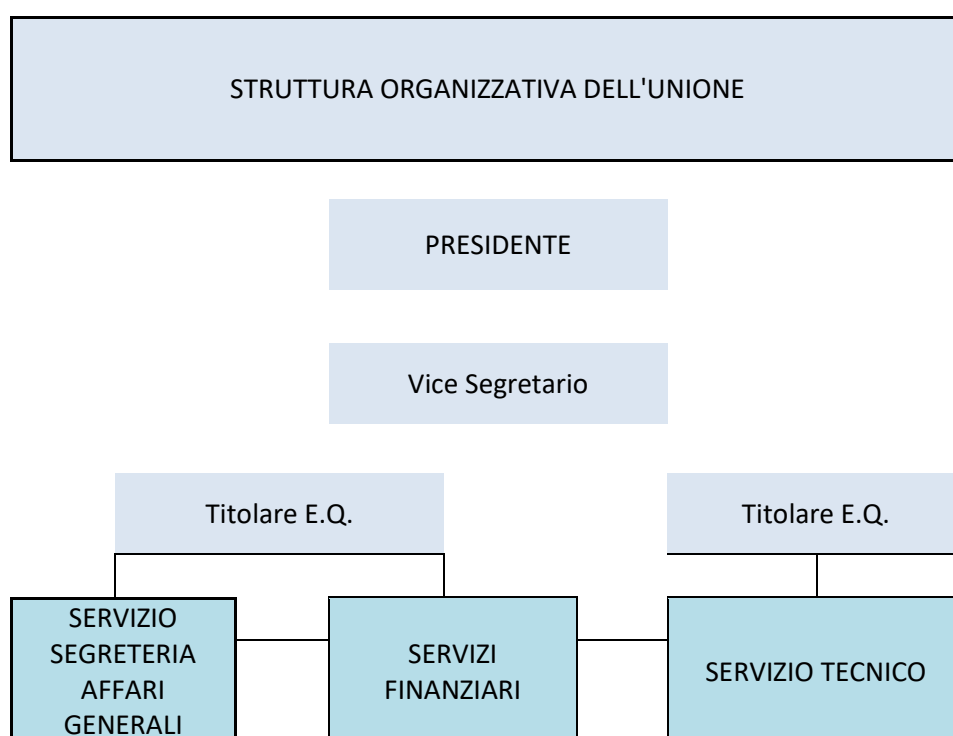 STRUTTURA ORGANIZZATIVA DELL'UNIONE
PRESIDENTE
Vice Segretario
Titolare E.Q.
Titolare E.Q.
SERVIZIO
SEGRETERIA
AFFARI
GENERALI
SERVIZI
FINANZIARI
SERVIZIO TECNICO